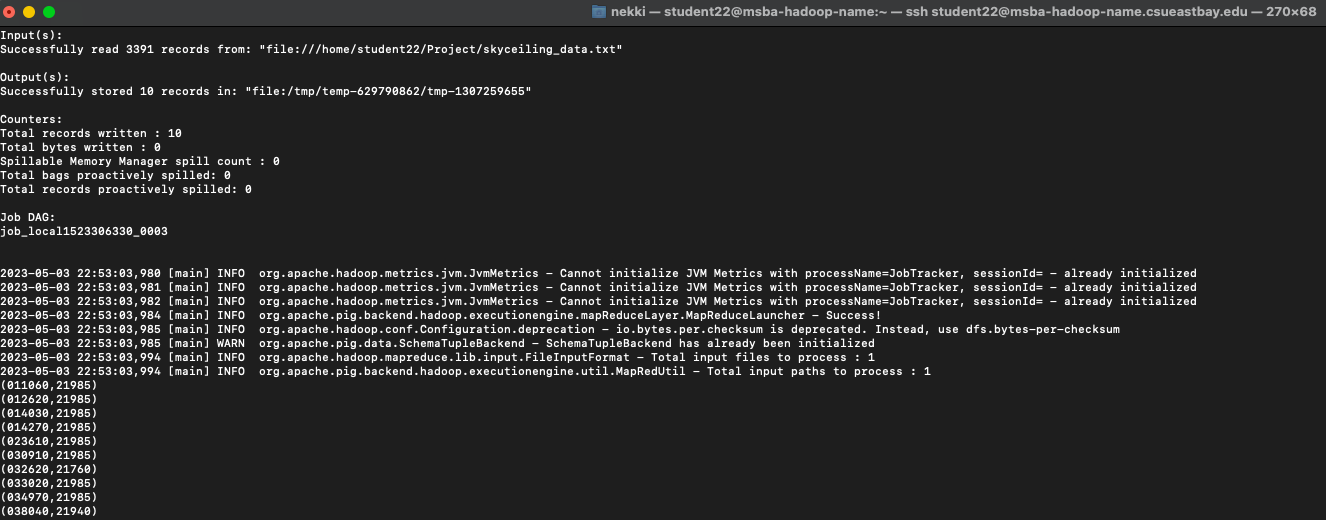 nekki — student22@msba-hadoop-name:~ — ssh student22@msba-hadoop-name.csueastbay.edu — 270×68
Input(s):
Successfully read 3391 records from: "file:///home/student22/Project/skyceiling_data.txt"
Output(s):
Successfully stored 10 records in: "file:/tmp/temp-629790862/tmp-1307259655"
Counters:
Total records written : 10
Total bytes written : 0
Spillable Memory Manager spill count : 0
Total bags proactively spilled: 0
Total records proactively spilled: 0
Job DAG:
job_local1523306330_0003
2023-05-03 22:53:03,980 [main] INFO  org.apache.hadoop.metrics.jvm.JvmMetrics - Cannot initialize JVM Metrics with processName=JobTracker, sessionId= - already initialized
2023-05-03 22:53:03,981 [main] INFO  org.apache.hadoop.metrics.jvm.JvmMetrics - Cannot initialize JVM Metrics with processName=JobTracker, sessionId= - already initialized
2023-05-03 22:53:03,982 [main] INFO  org.apache.hadoop.metrics.jvm.JvmMetrics - Cannot initialize JVM Metrics with processName=JobTracker, sessionId= - already initialized
2023-05-03 22:53:03,984 [main] INFO  org.apache.pig.backend.hadoop.executionengine.mapReduceLayer.MapReduceLauncher - Success!
2023-05-03 22:53:03,985 [main] INFO  org.apache.hadoop.conf.Configuration.deprecation - io.bytes.per.checksum is deprecated. Instead, use dfs.bytes-per-checksum
2023-05-03 22:53:03,985 [main] WARN  org.apache.pig.data.SchemaTupleBackend - SchemaTupleBackend has already been initialized
2023-05-03 22:53:03,994 [main] INFO  org.apache.hadoop.mapreduce.lib.input.FileInputFormat - Total input files to process : 1
2023-05-03 22:53:03,994 [main] INFO  org.apache.pig.backend.hadoop.executionengine.util.MapRedUtil - Total input paths to process : 1
(011060,21985)
(012620,21985)
(014030,21985)
(014270,21985)
(023610,21985)
(030910,21985)
(032620,21760)
(033020,21985)
(034970,21985)
(038040,21940)